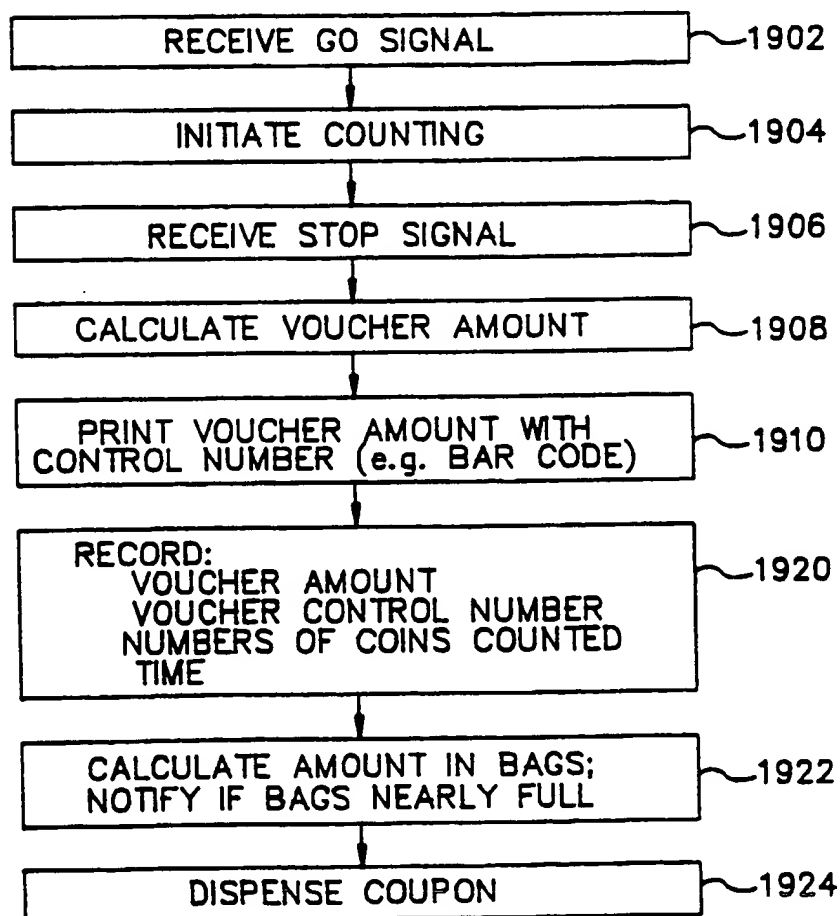 RECEIVE GO SIGNAL 1902
INITIATE COUNTING 1904
RECEIVE STOP SIGNAL 1906
CALCULATE VOUCHER AMOUNT 1908
PRINT VOUCHER AMOUNT WITH
CONTROL NUMBER (e.g. BAR CODE) 1910
RECORD:
VOUCHER AMOUNT 1920
VOUCHER CONTROL NUMBER
NUMBERS OF COINS COUNTED
TIME
CALCULATE AMOUNT IN BAGS;
NOTIFY IF BAGS NEARLY FULL 1922
DISPENSE COUPON 1924